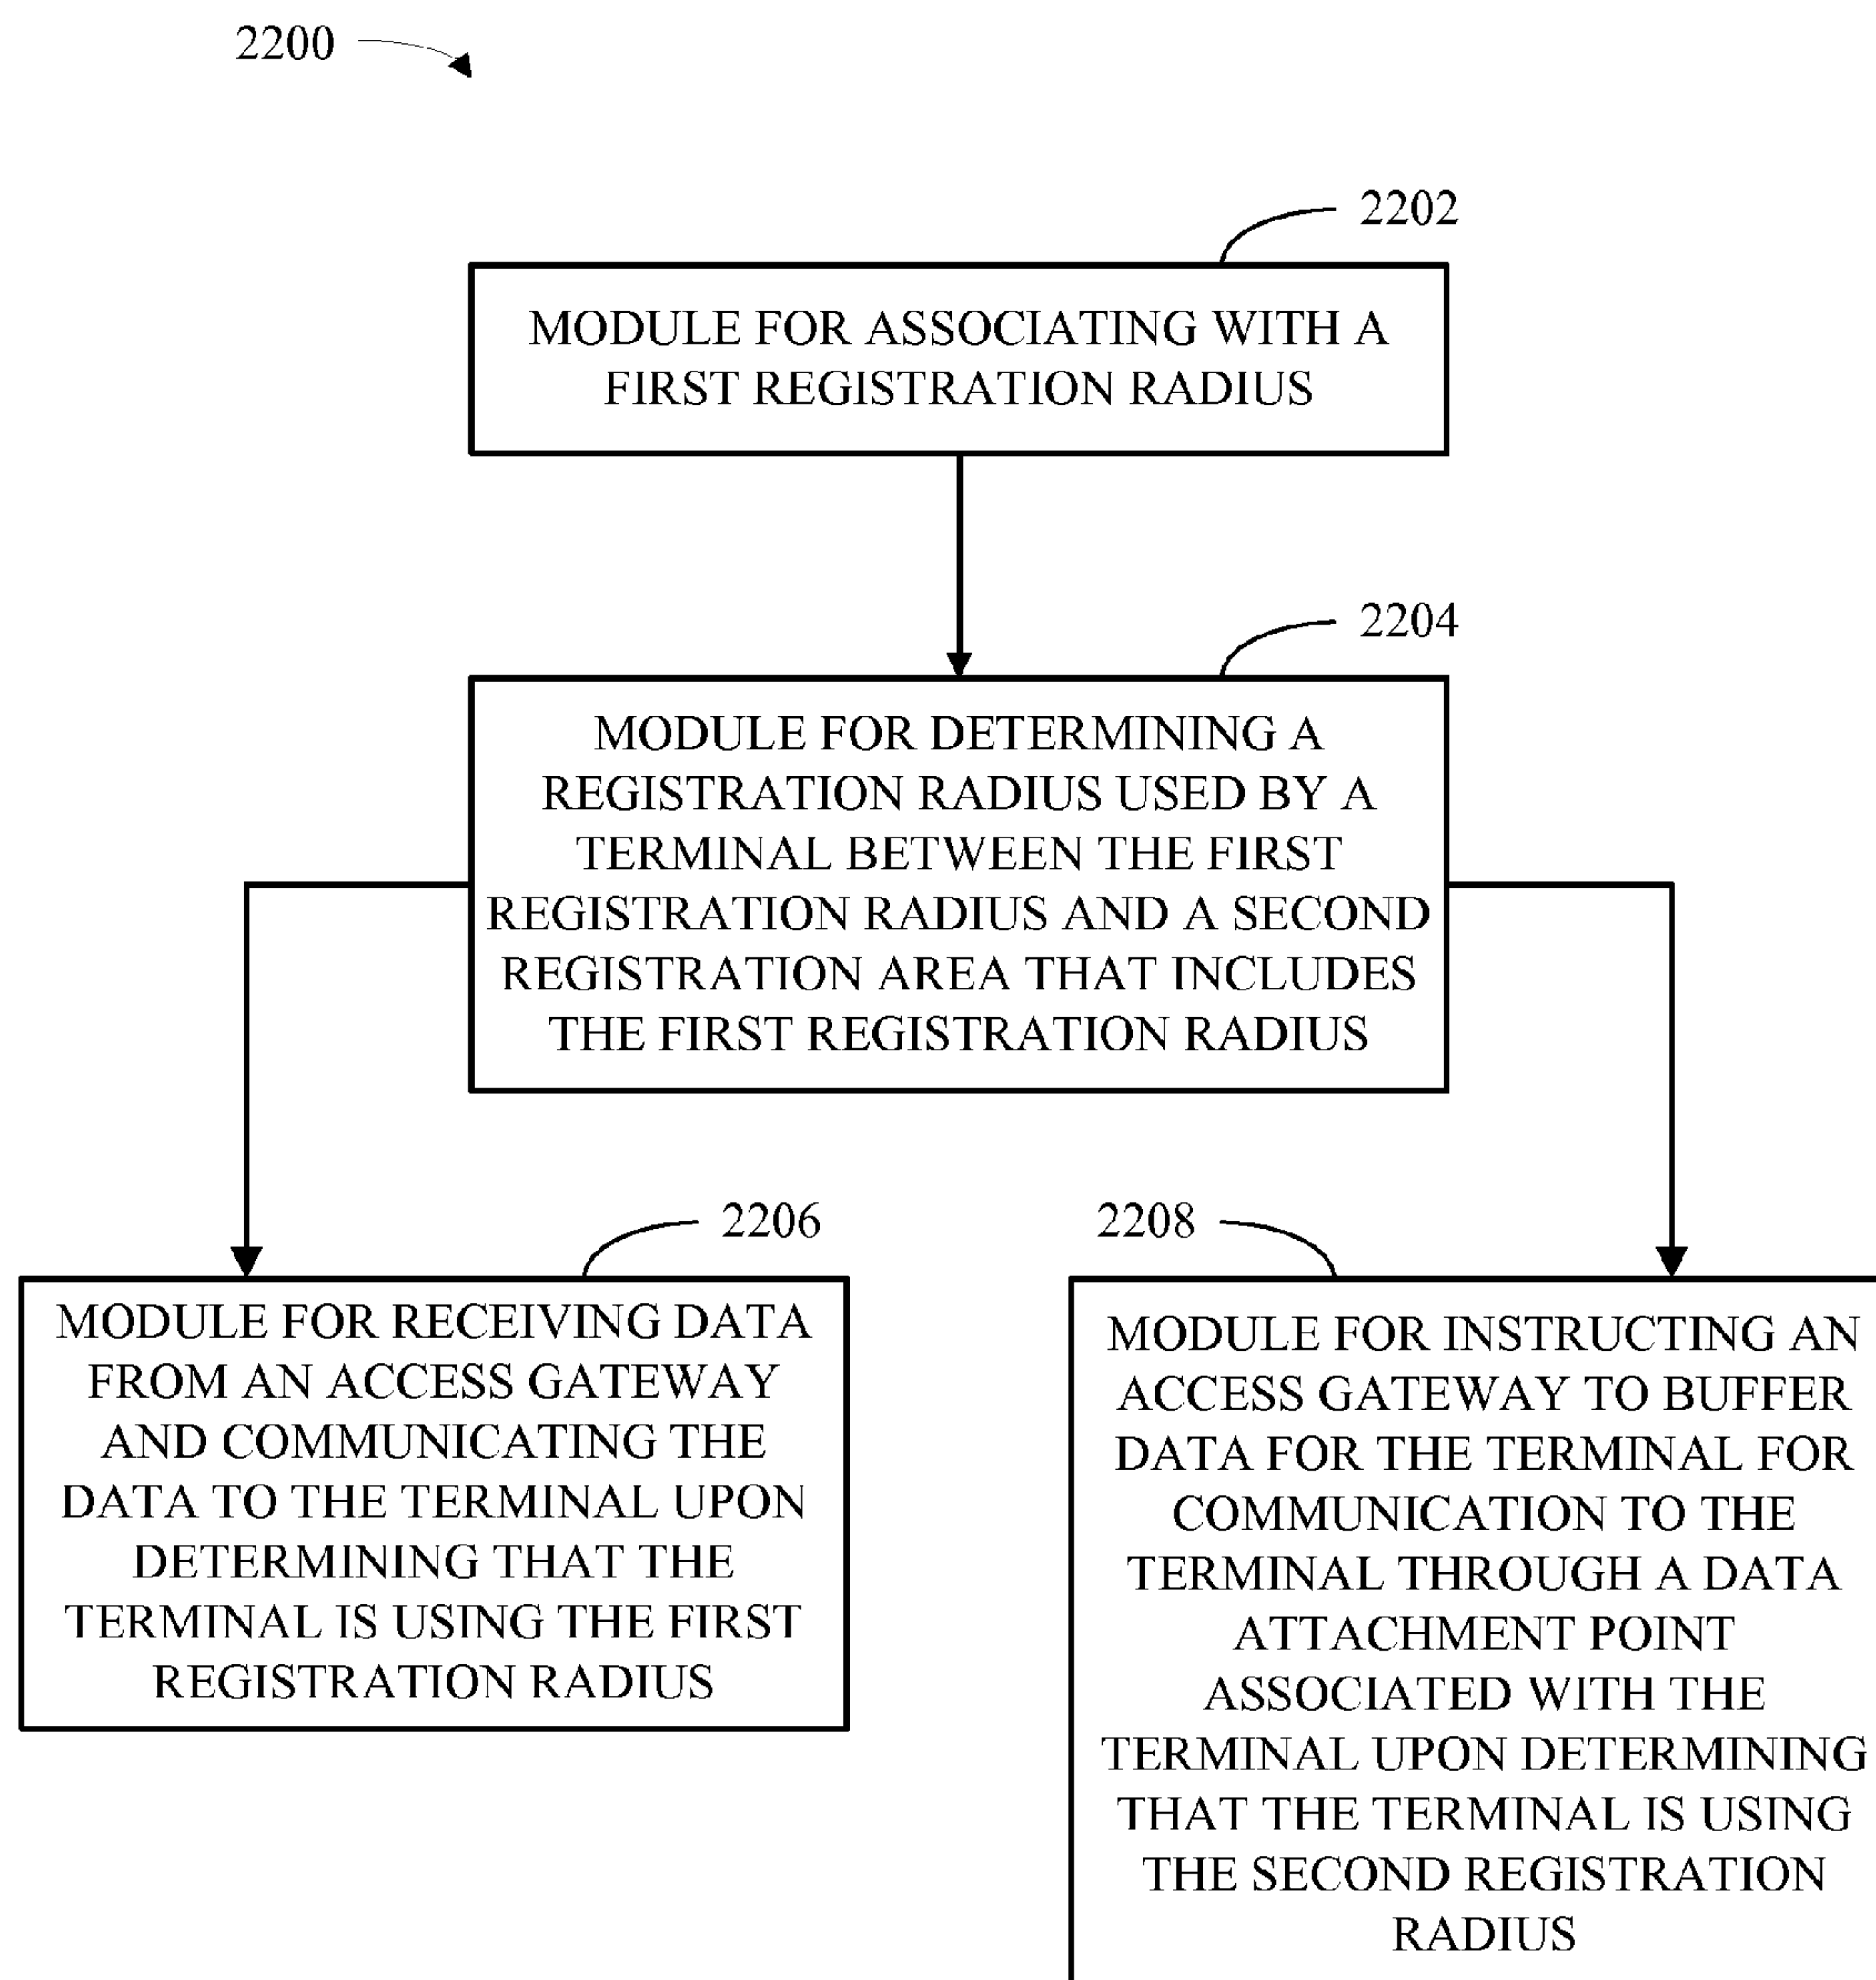 2200
2202
MODULE FOR ASSOCIATING WITH A
FIRST REGISTRATION RADIUS
2204
MODULE FOR DETERMINING A
REGISTRATION RADIUS USED BY A
TERMINAL BETWEEN THE FIRST
REGISTRATION RADIUS AND A SECOND
REGISTRATION AREA THAT INCLUDES
THE FIRST REGISTRATION RADIUS
2206
MODULE FOR RECEIVING DATA
FROM AN ACCESS GATEWAY
AND COMMUNICATING THE
DATA TO THE TERMINAL UPON
DETERMINING THAT THE
TERMINAL IS USING THE FIRST
REGISTRATION RADIUS
2208
MODULE FOR INSTRUCTING AN
ACCESS GATEWAY TO BUFFER
DATA FOR THE TERMINAL FOR
COMMUNICATION TO THE
TERMINAL THROUGH A DATA
ATTACHMENT POINT
ASSOCIATED WITH THE
TERMINAL UPON DETERMINING
THAT THE TERMINAL IS USING
THE SECOND REGISTRATION
RADIUS